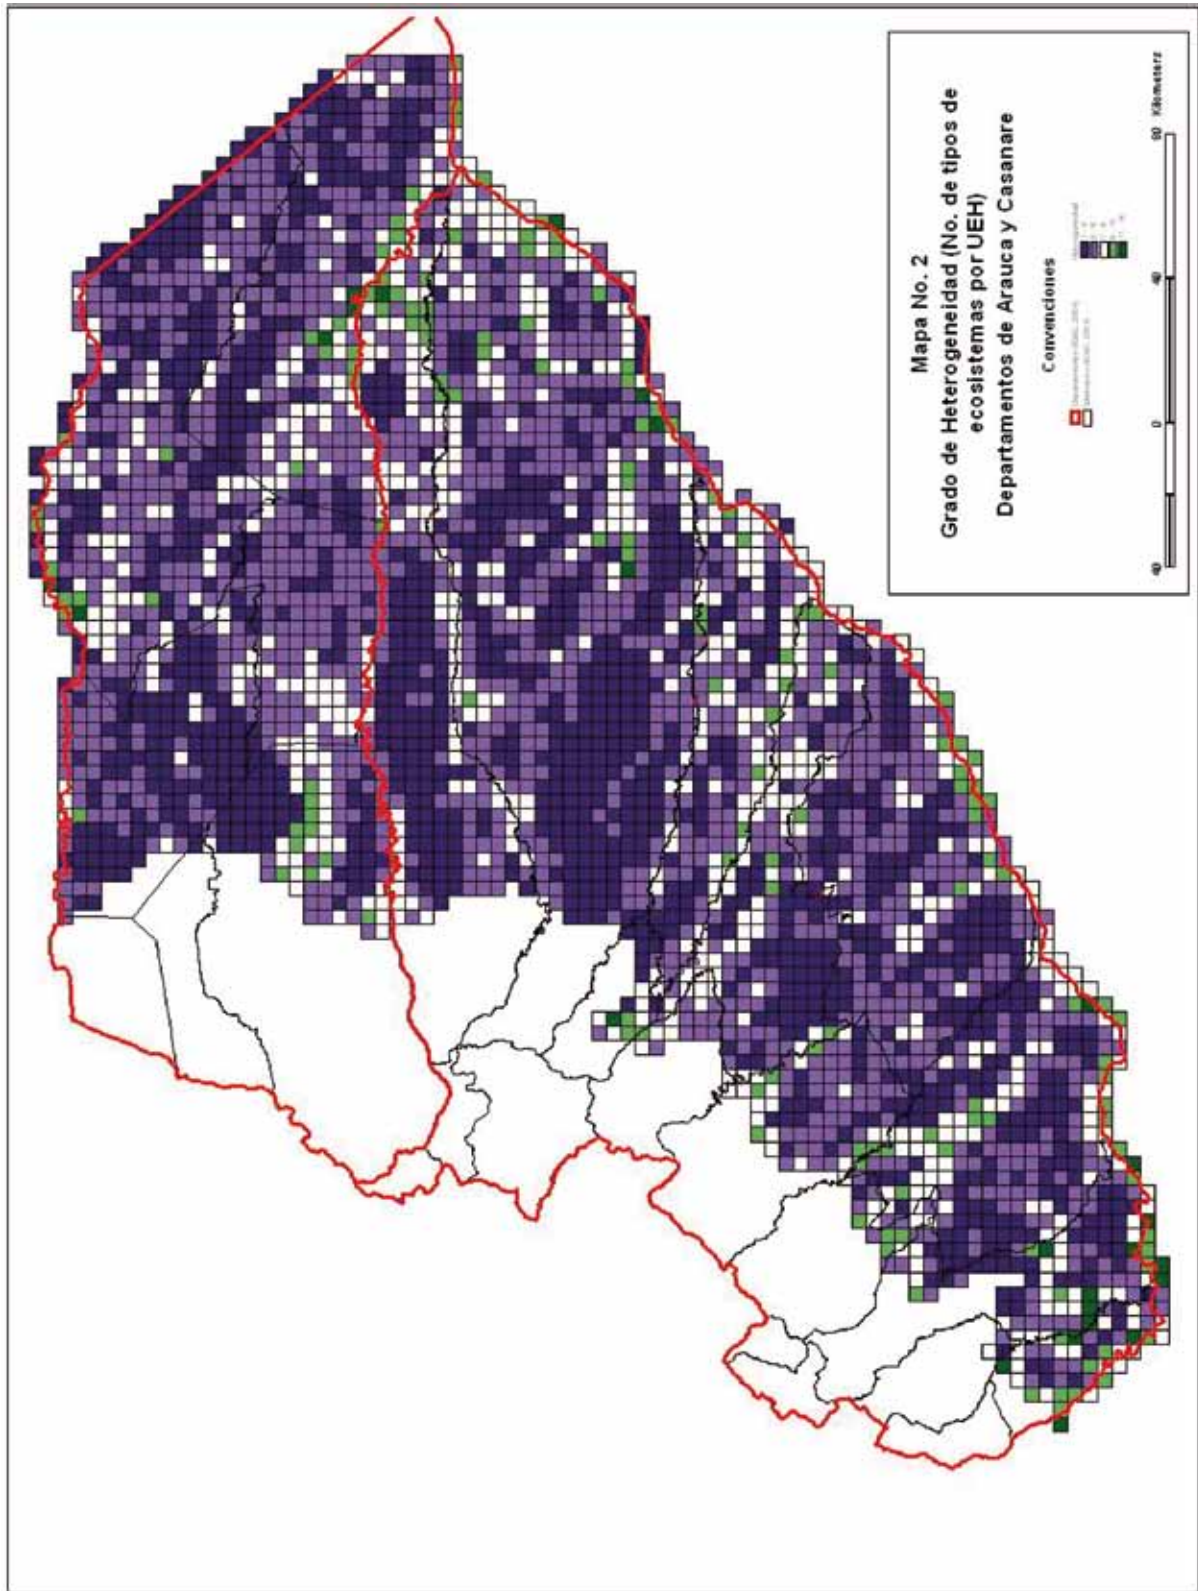 Mapa No. 2
Grado de Heterogeneidad (No. de tipos de
ecosistemas por UEH)
Departamentos de Arauca y Casanare
Convenciones
40 0 40 80 Kilometers